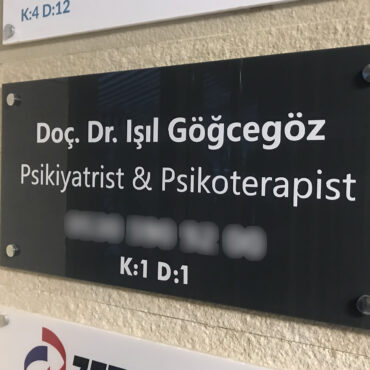 K:4 D:12
Doç. Dr. Işıl Göğcegöz
Psikiyatrist & Psikoterapist
K:1 D:1